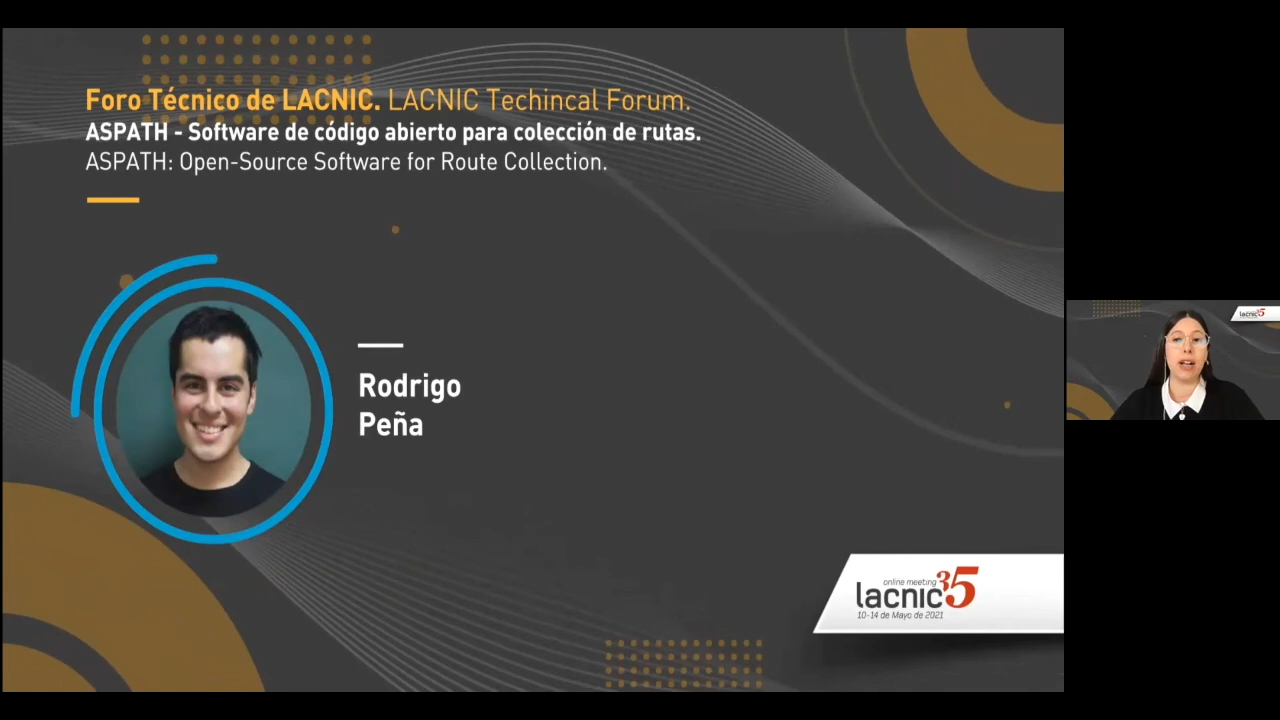 Foro Técnico de LACNIC. LACNIC Techincal Forum.
ASPATH - Software de código abierto para colección de rutas.
ASPATH: Open-Source Software for Route Collection.
Rodrigo
Peña
online meeting
lacnic35
10-14 de Mayo de 2021
lacnic35